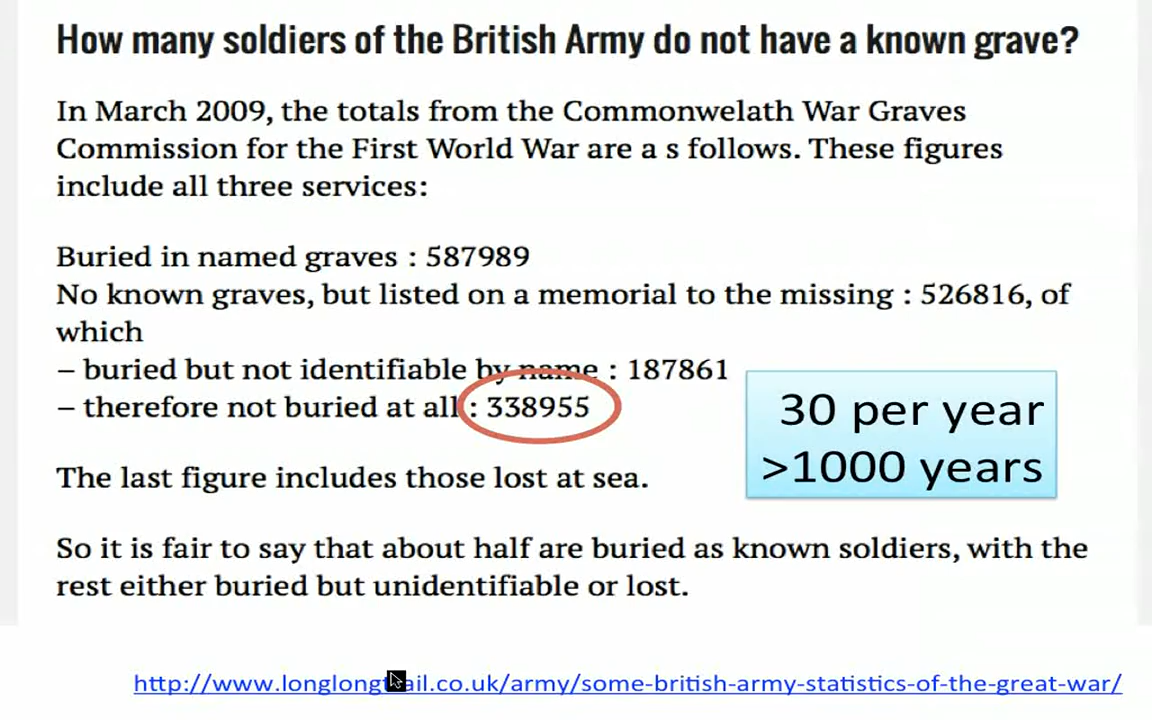 How many soldiers of the British Army do not have a known grave?
In March 2009, the totals from the Commonwelath War Graves
Commission for the First World War are a s follows. These figures
include all three services:
Buried in named graves : 587989
No known graves, but listed on a memorial to the missing : 526816, of
which
– buried but not identifiable by name : 187861
– therefore not buried at all : 338955
30 per year
>1000 years
The last figure includes those lost at sea.
So it is fair to say that about half are buried as known soldiers, with the
rest either buried but unidentifiable or lost.
http://www.longlongtrail.co.uk/army/some-british-army-statistics-of-the-great-war/